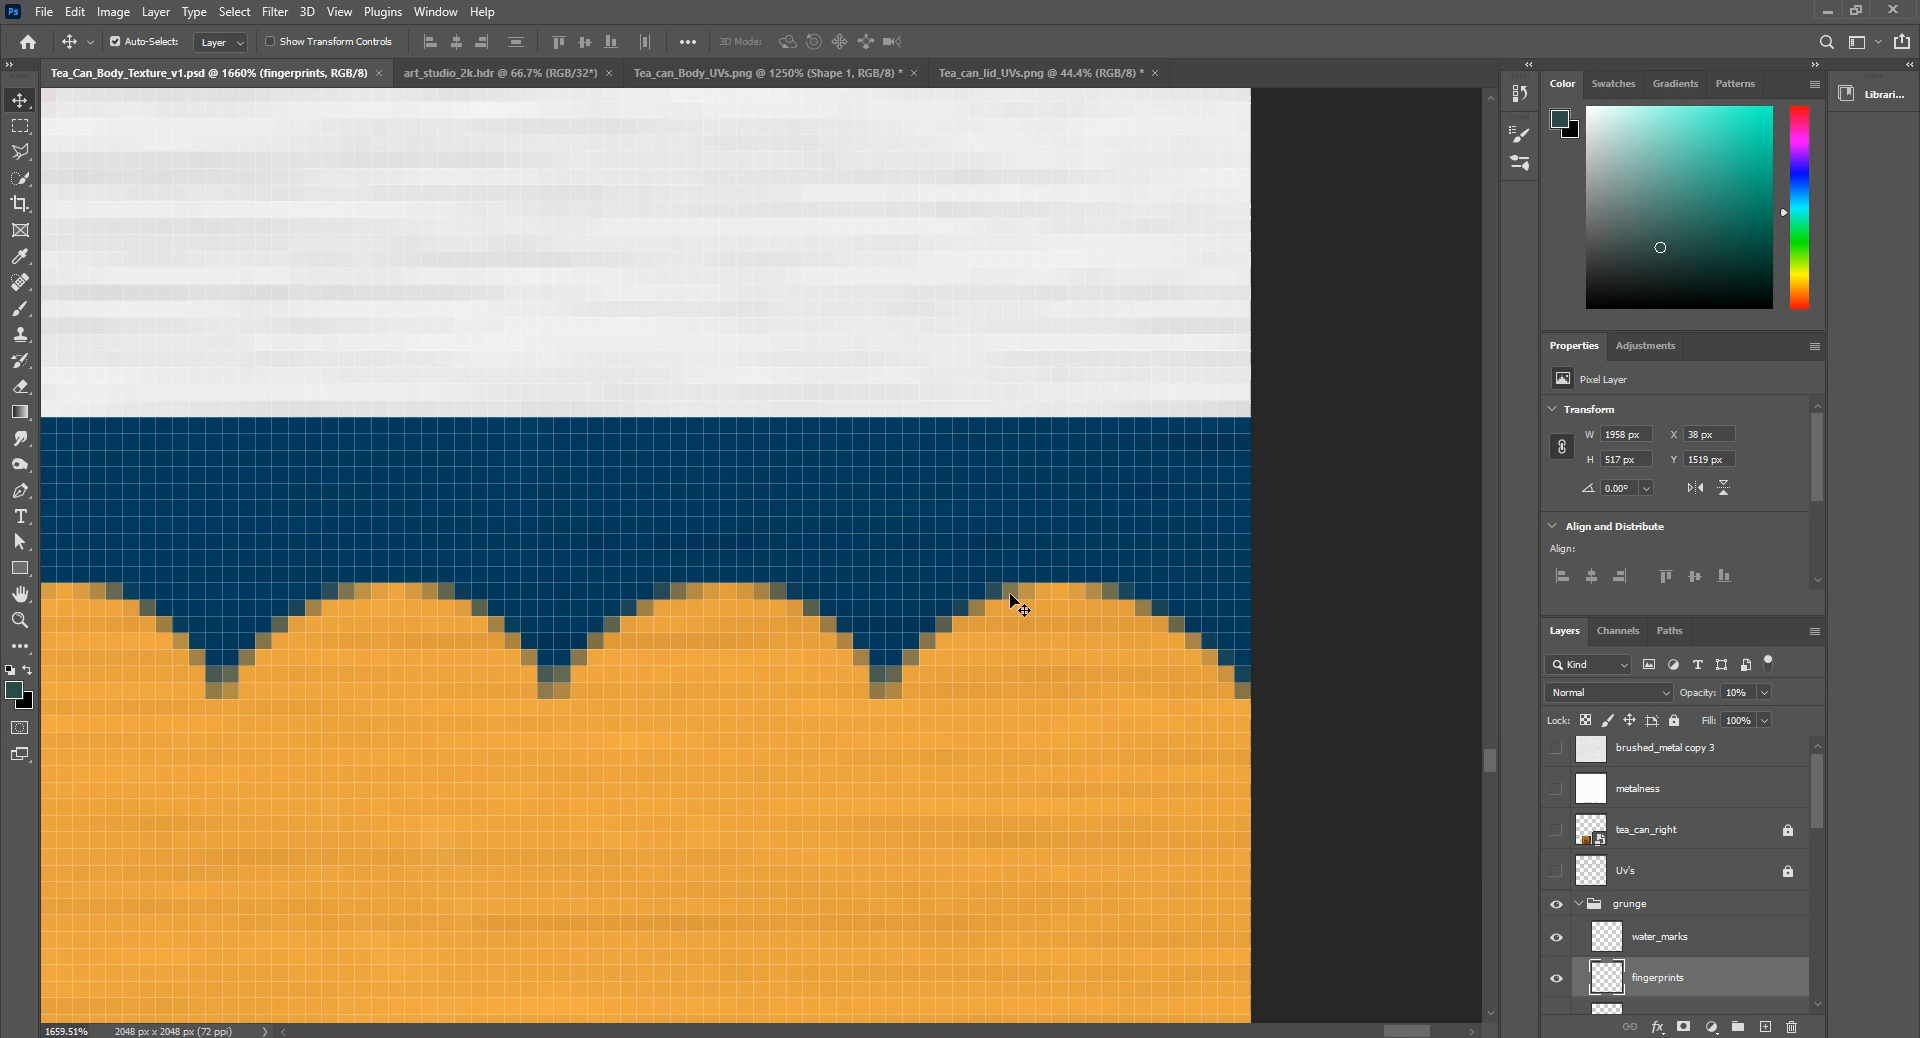 Ps File Edit Image Layer Type Select Filter 3D View Plugins Window Help
Auto-Select: Layer Show Transform Controls 3D Mode:
Tea_Can_Body_Texture_v1.psd @ 1660% (fingerprints, RGB/8) × art_studio_2k.hdr @ 66.7% (RGB/32*) × Tea_can_Body_UVs.png @ 1250% (Shape 1, RGB/8) * × Tea_can_lid_UVs.png @ 44.4% (RGB/8) * ×
Color Swatches Gradients Patterns
Librari...
Properties Adjustments
Pixel Layer
Transform
W 1958 px X 38 px
H 517 px Y 1519 px
0.00°
Align and Distribute
Align:
Layers Channels Paths
Kind
Normal Opacity: 10%
Lock: Fill: 100%
brushed_metal copy 3
metalness
tea_can_right
Uv's
grunge
water_marks
fingerprints
1659.51% 2048 px x 2048 px (72 ppi)